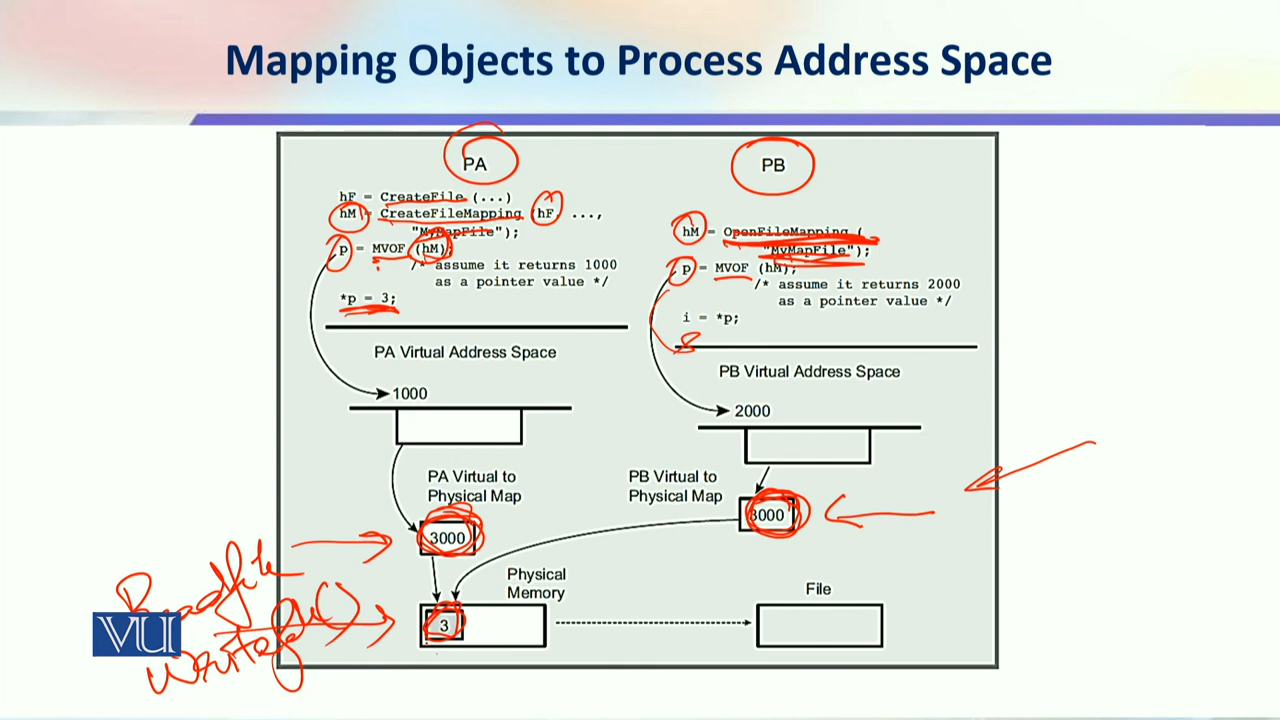 Mapping Objects to Process Address Space
PA
hF = CreateFile (...)
hM = CreateFileMapping (hF, ...,
"MyMapFile");
p = MVOF (hM);
/* assume it returns 1000
as a pointer value */
*p = 3;
PA Virtual Address Space
1000
PA Virtual to
Physical Map
3000
PB
hM = OpenFileMapping (
"MyMapFile");
p = MVOF (hM);
/* assume it returns 2000
as a pointer value */
i = *p;
PB Virtual Address Space
2000
PB Virtual to
Physical Map
3000
Physical
Memory
3
File
Readfile
Writefile()
VU